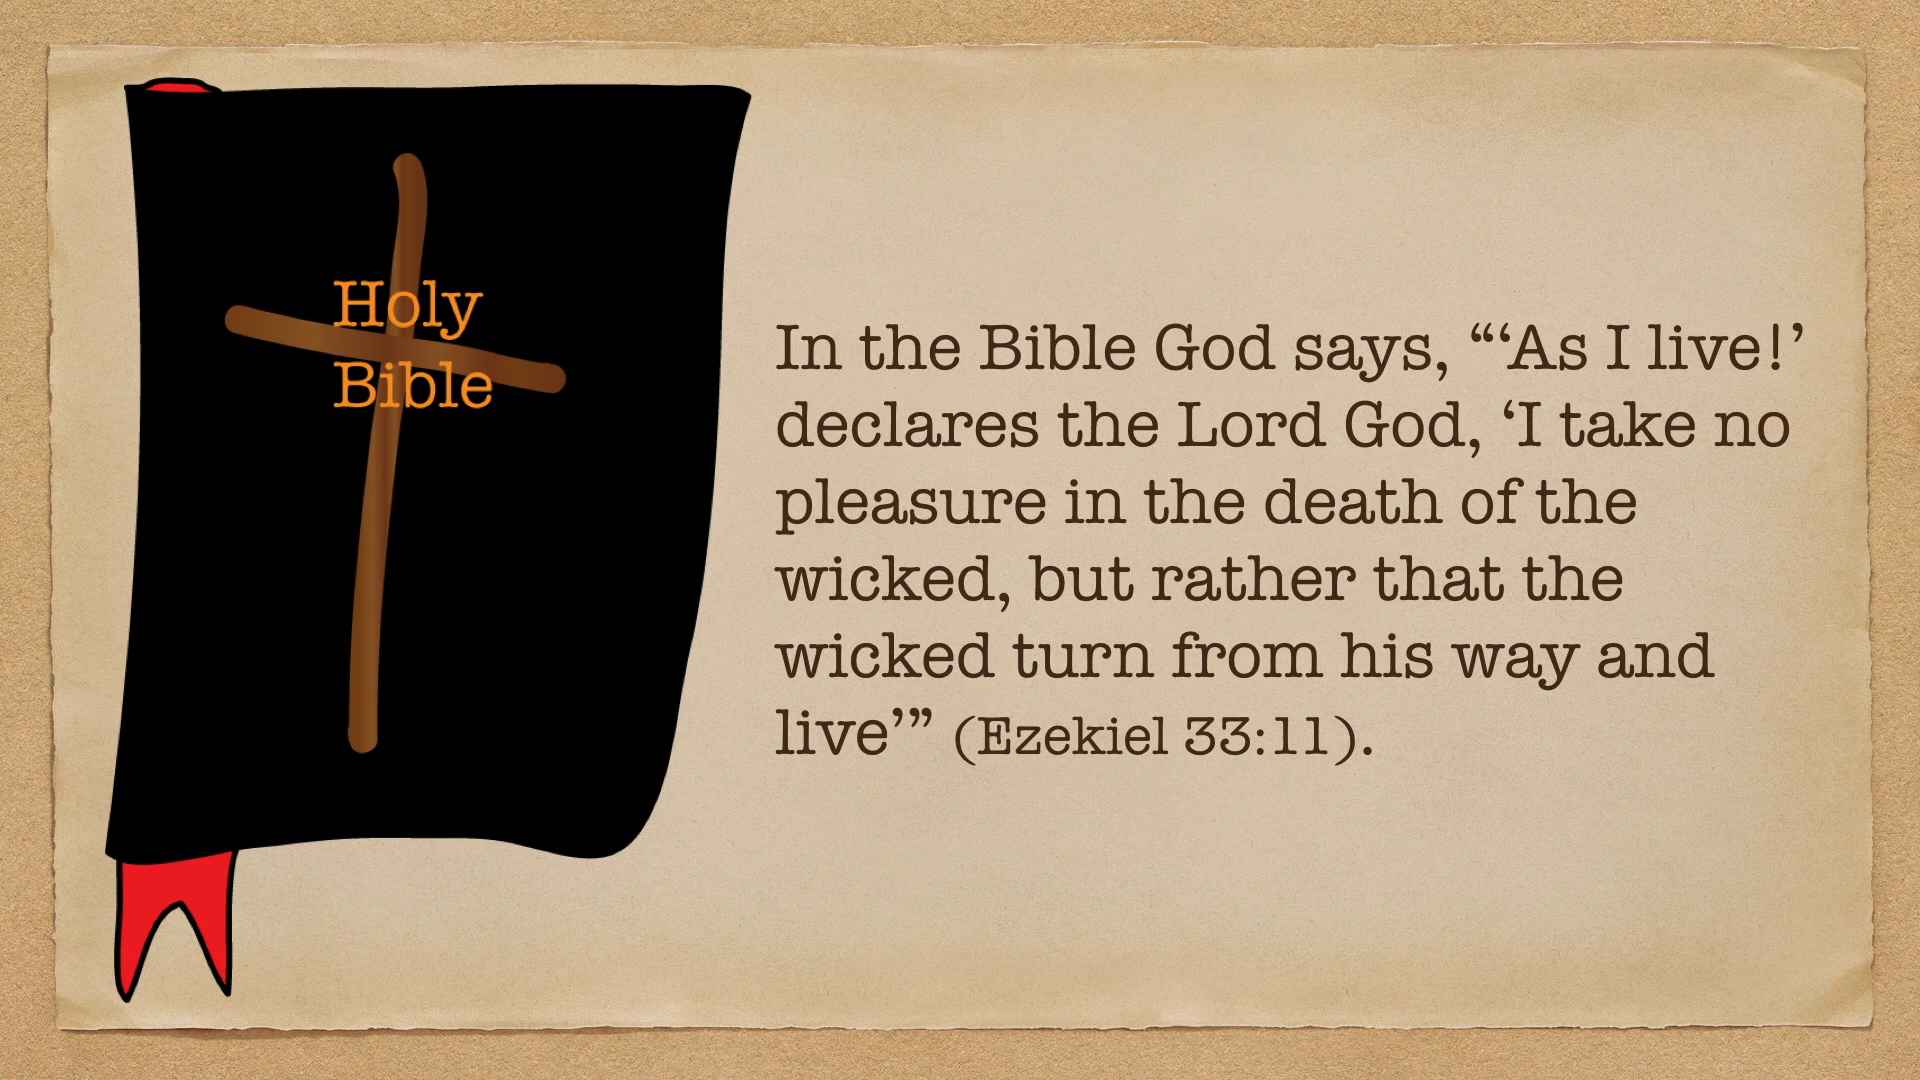 Holy
Bible
In the Bible God says, “‘As I live!’
declares the Lord God, ‘I take no
pleasure in the death of the
wicked, but rather that the
wicked turn from his way and
live’” (Ezekiel 33:11).